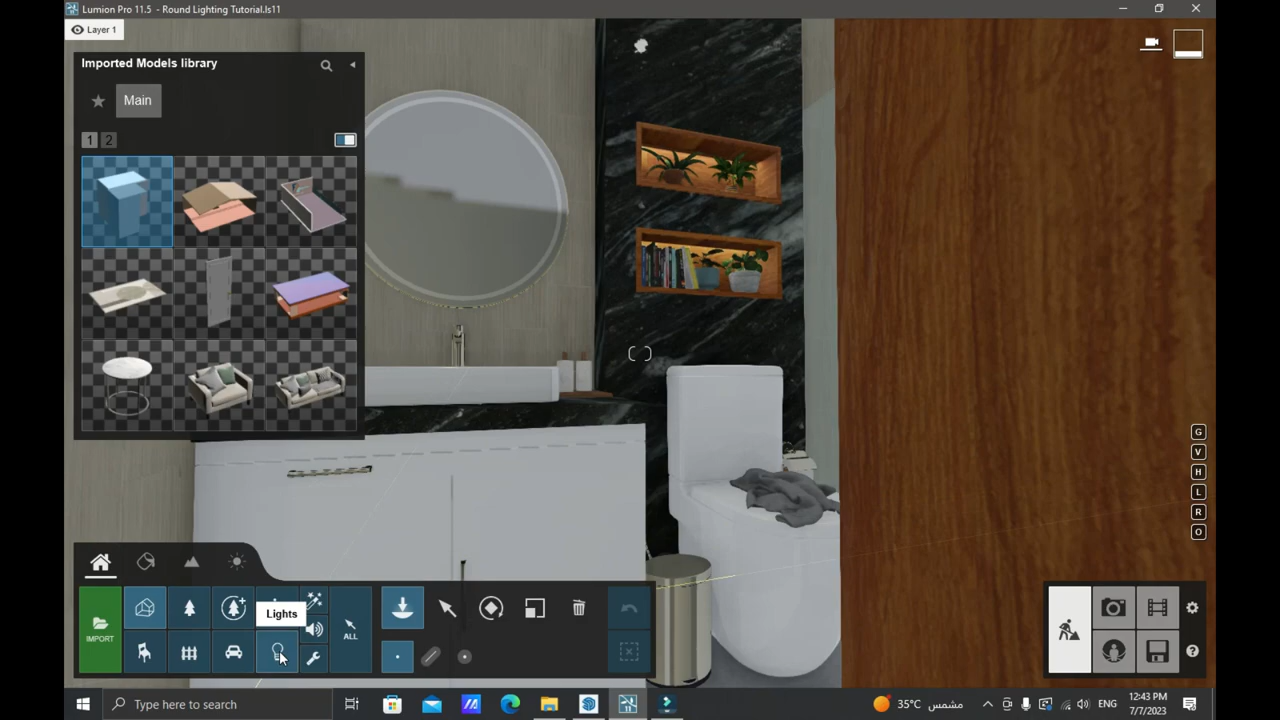 Lumion Pro 11.5 - Round Lighting Tutorial.ls11
Layer 1
Imported Models library
Main
1 2
G
V
H
L
R
O
Lights
IMPORT
ALL
Type here to search
35°C مشمس
ENG
12:43 PM
7/7/2023